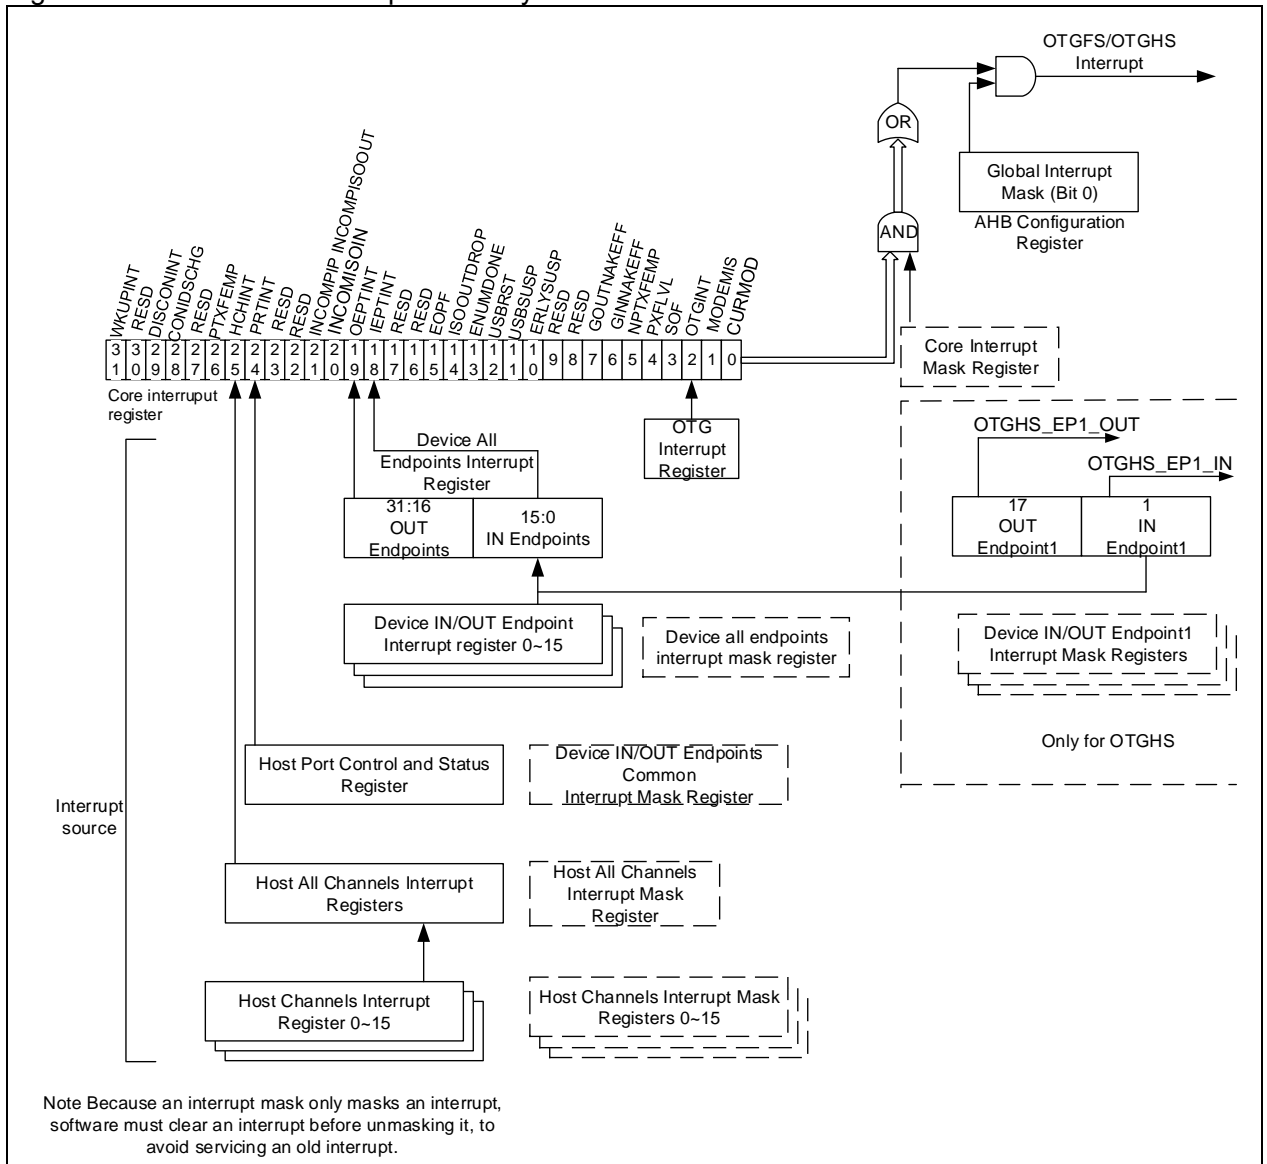 OTGFS/OTGHS
Interrupt
OR
Global Interrupt
Mask (Bit 0)
AHB Configuration
Register
AND
WKUPINT
RESD
DISCONINT
CONIDSCHG
RESD
PTXFEMP
HCHINT
PRTINT
RESD
RESD
INCOMPIP INCOMPISOOUT
INCOMISOIN
OEPTINT
IEPTINT
RESD
RESD
EOPF
ISOOUTDROP
ENUMDONE
USBRST
USBSUSP
ERLYSUSP
RESD
RESD
GOUTNAKEFF
GINNAKEFF
NPTXFEMP
PXFLVL
SOF
OTGINT
MODEMIS
CURMOD
31 30 29 28 27 26 25 24 23 22 21 20 19 18 17 16 15 14 13 12 11 10 9 8 7 6 5 4 3 2 1 0
Core interruput
register
Core Interrupt
Mask Register
OTG
Interrupt
Register
Device All
Endpoints Interrupt
Register
OTGHS_EP1_OUT
OTGHS_EP1_IN
31:16
OUT
Endpoints
15:0
IN Endpoints
17
OUT
Endpoint1
1
IN
Endpoint1
Device IN/OUT Endpoint
Interrupt register 0~15
Device all endpoints
interrupt mask register
Device IN/OUT Endpoint1
Interrupt Mask Registers
Only for OTGHS
Host Port Control and Status
Register
Device IN/OUT Endpoints
Common
Interrupt Mask Register
Interrupt
source
Host All Channels Interrupt
Registers
Host All Channels
Interrupt Mask
Register
Host Channels Interrupt
Register 0~15
Host Channels Interrupt Mask
Registers 0~15
Note Because an interrupt mask only masks an interrupt,
software must clear an interrupt before unmasking it, to
avoid servicing an old interrupt.